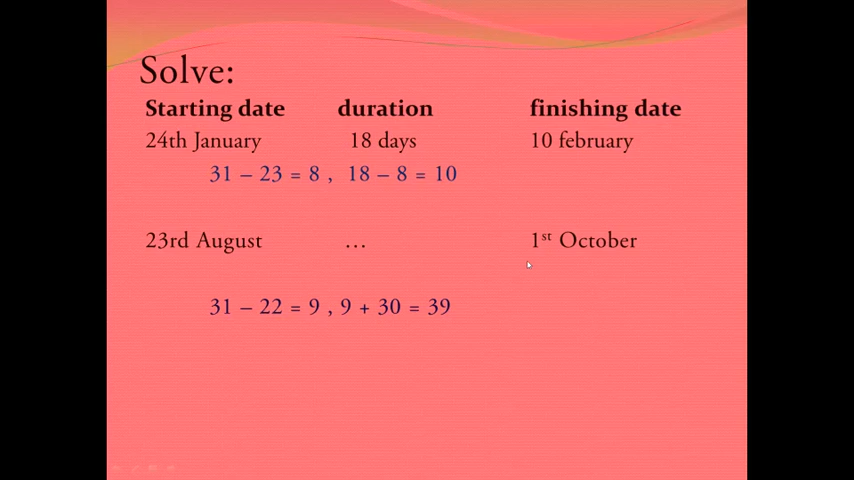 Solve:
Starting date duration finishing date
24th January 18 days 10 february
31 – 23 = 8 , 18 – 8 = 10
23rd August ... 1st October
31 – 22 = 9 , 9 + 30 = 39